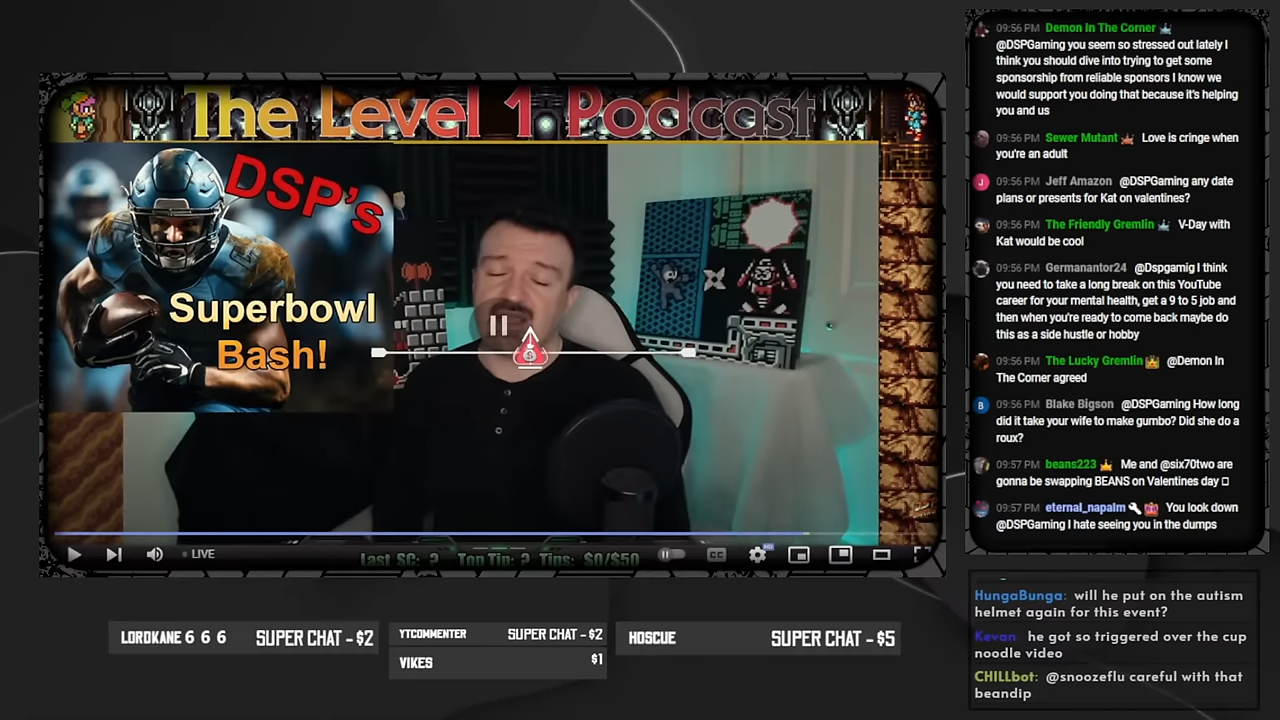 The Level 1 Podcast
DSP's
Superbowl
Bash!
LIVE
Last SC: ? Top Tip: ? Tips: $0/$50
CC
HD
LORDKANE 6 6 6 SUPER CHAT - $2
YTCOMMENTER SUPER CHAT - $2
VIKES $1
HOSCUE SUPER CHAT - $5
09:56 PM Demon In The Corner
@DSPGaming you seem so stressed out lately I
think you should dive into trying to get some
sponsorship from reliable sponsors I know we
would support you doing that because it's helping
you and us
09:56 PM Sewer Mutant Love is cringe when
you're an adult
J 09:56 PM Jeff Amazon @DSPGaming any date
plans or presents for Kat on valentines?
09:56 PM The Friendly Gremlin V-Day with
Kat would be cool
09:56 PM Germanantor24 @Dspgamig I think
you need to take a long break on this YouTube
career for your mental health, get a 9 to 5 job and
then when you're ready to come back maybe do
this as a side hustle or hobby
09:56 PM The Lucky Gremlin @Demon In
The Corner agreed
B 09:56 PM Blake Bigson @DSPGaming How long
did it take your wife to make gumbo? Did she do a
roux?
09:57 PM beans223 Me and @six70two are
gonna be swapping BEANS on Valentines day
09:57 PM eternal_napalm You look down
@DSPGaming I hate seeing you in the dumps
HungaBunga: will he put on the autism
helmet again for this event?
Kevan: he got so triggered over the cup
noodle video
CHILLbot: @snoozeflu careful with that
beandip